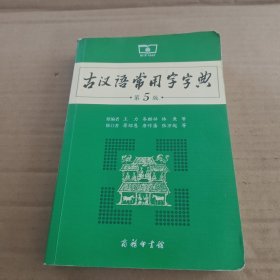 古汉语常用字字典
第5版
原编者 王 力 岑麒祥 林 焘 等
修订者 蒋绍愚 唐作藩 张万起 等
商务印书馆